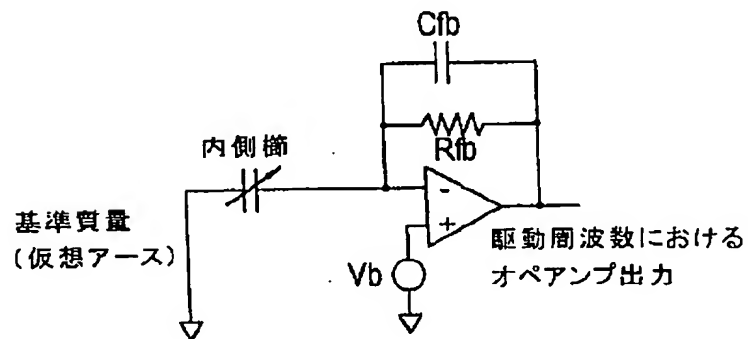 Cfb
Rfb
内側櫛
基準質量
(仮想アース)
-
+
Vb
駆動周波数における
オペアンプ出力